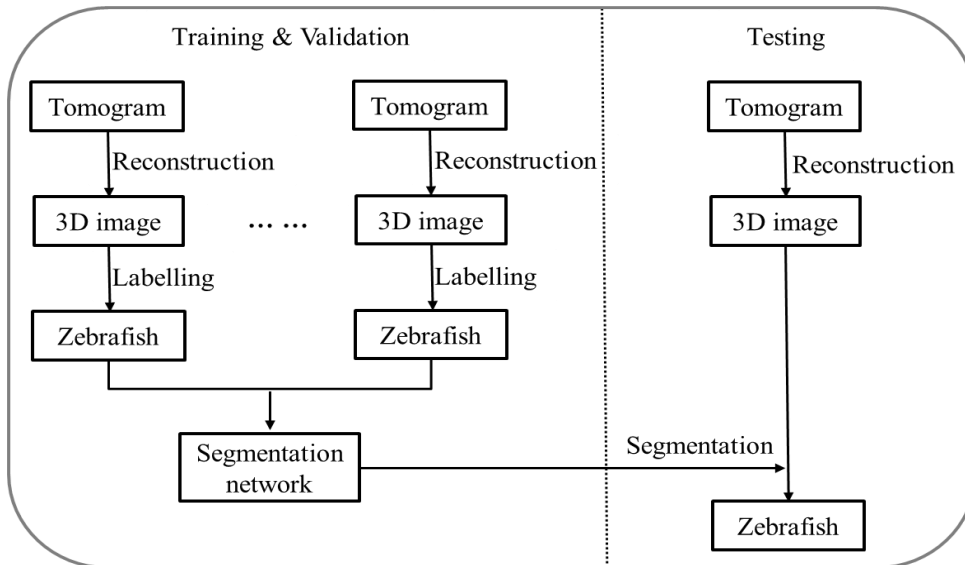 Training & Validation
Testing
Tomogram
Tomogram
Tomogram
Reconstruction
Reconstruction
Reconstruction
3D image
... ...
3D image
3D image
Labelling
Labelling
Zebrafish
Zebrafish
Segmentation
network
Segmentation
Zebrafish